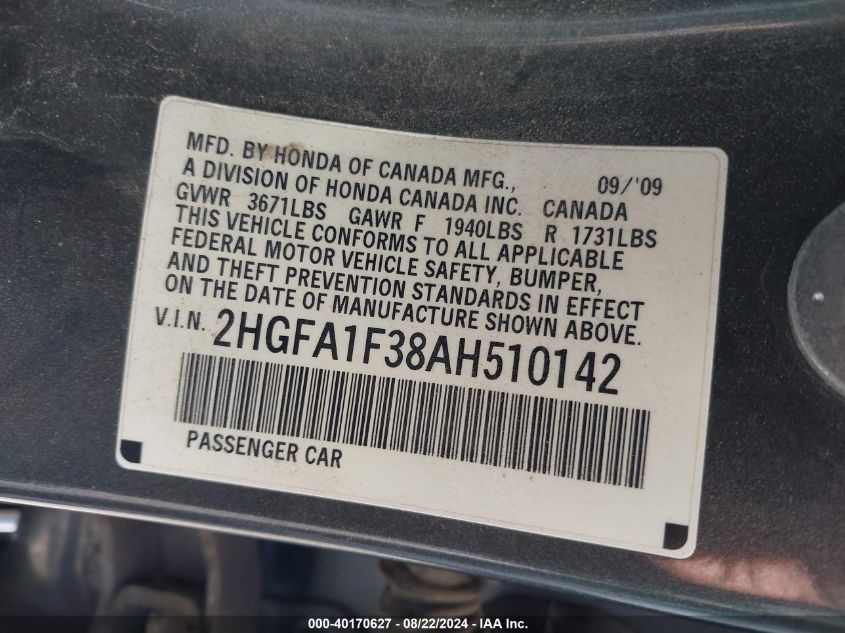 MFD. BY HONDA OF CANADA MFG., 09/'09
A DIVISION OF HONDA CANADA INC. CANADA
GVWR 3671LBS GAWR F 1940LBS R 1731LBS
THIS VEHICLE CONFORMS TO ALL APPLICABLE
FEDERAL MOTOR VEHICLE SAFETY, BUMPER,
AND THEFT PREVENTION STANDARDS IN EFFECT
ON THE DATE OF MANUFACTURE SHOWN ABOVE.
V.I.N. 2HGFA1F38AH510142
PASSENGER CAR
000-40170627 - 08/22/2024 - IAA Inc.